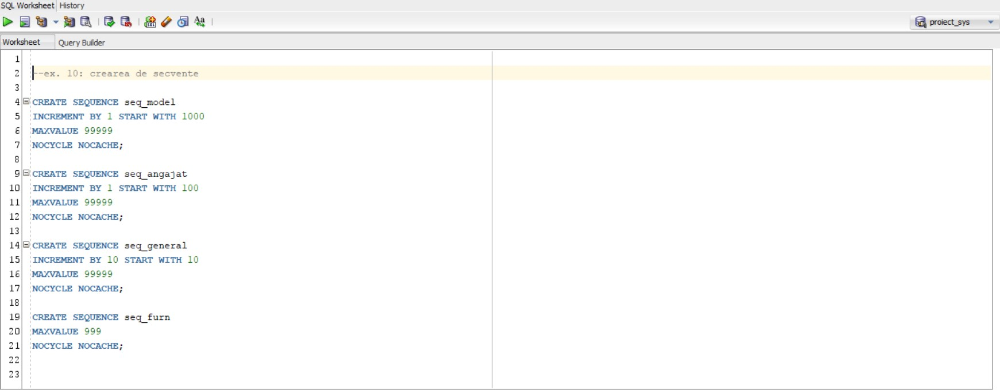 SQL Worksheet History
proiect_sys
Worksheet Query Builder
1
2 --ex. 10: crearea de secvente
3
4 CREATE SEQUENCE seq_model
5 INCREMENT BY 1 START WITH 1000
6 MAXVALUE 99999
7 NOCYCLE NOCACHE;
8
9 CREATE SEQUENCE seq_angajat
10 INCREMENT BY 1 START WITH 100
11 MAXVALUE 99999
12 NOCYCLE NOCACHE;
13
14 CREATE SEQUENCE seq_general
15 INCREMENT BY 10 START WITH 10
16 MAXVALUE 99999
17 NOCYCLE NOCACHE;
18
19 CREATE SEQUENCE seq_furn
20 MAXVALUE 999
21 NOCYCLE NOCACHE;
22
23